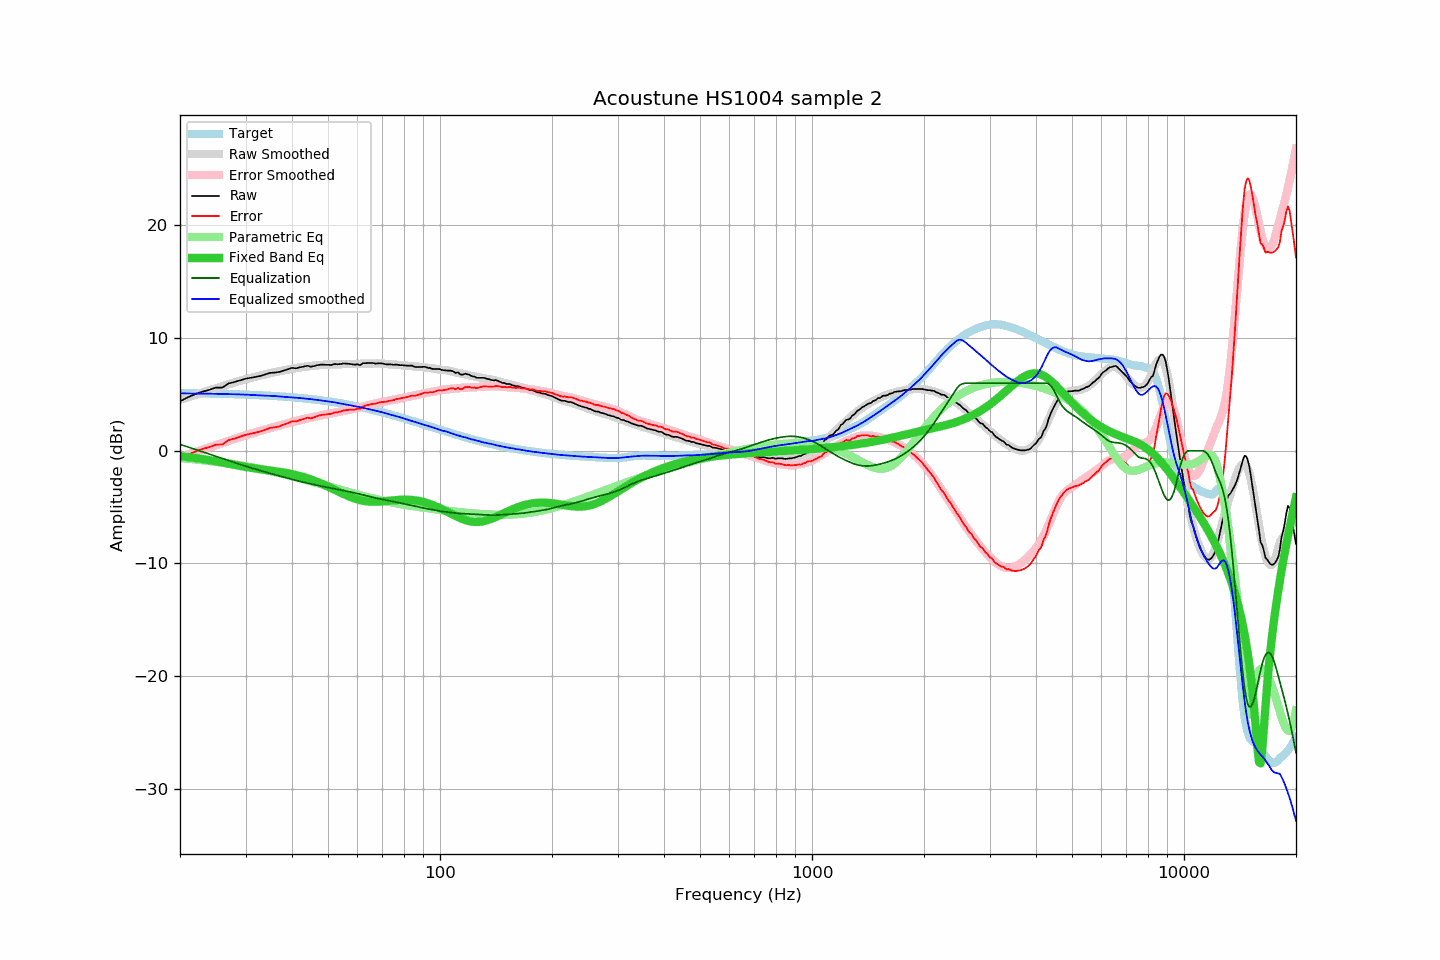 Acoustune HS1004 sample 2
Target
Raw Smoothed
Error Smoothed
Raw
Error
Parametric Eq
Fixed Band Eq
Equalization
Equalized smoothed
Amplitude (dBr)
20
10
0
−10
−20
−30
100
1000
10000
Frequency (Hz)